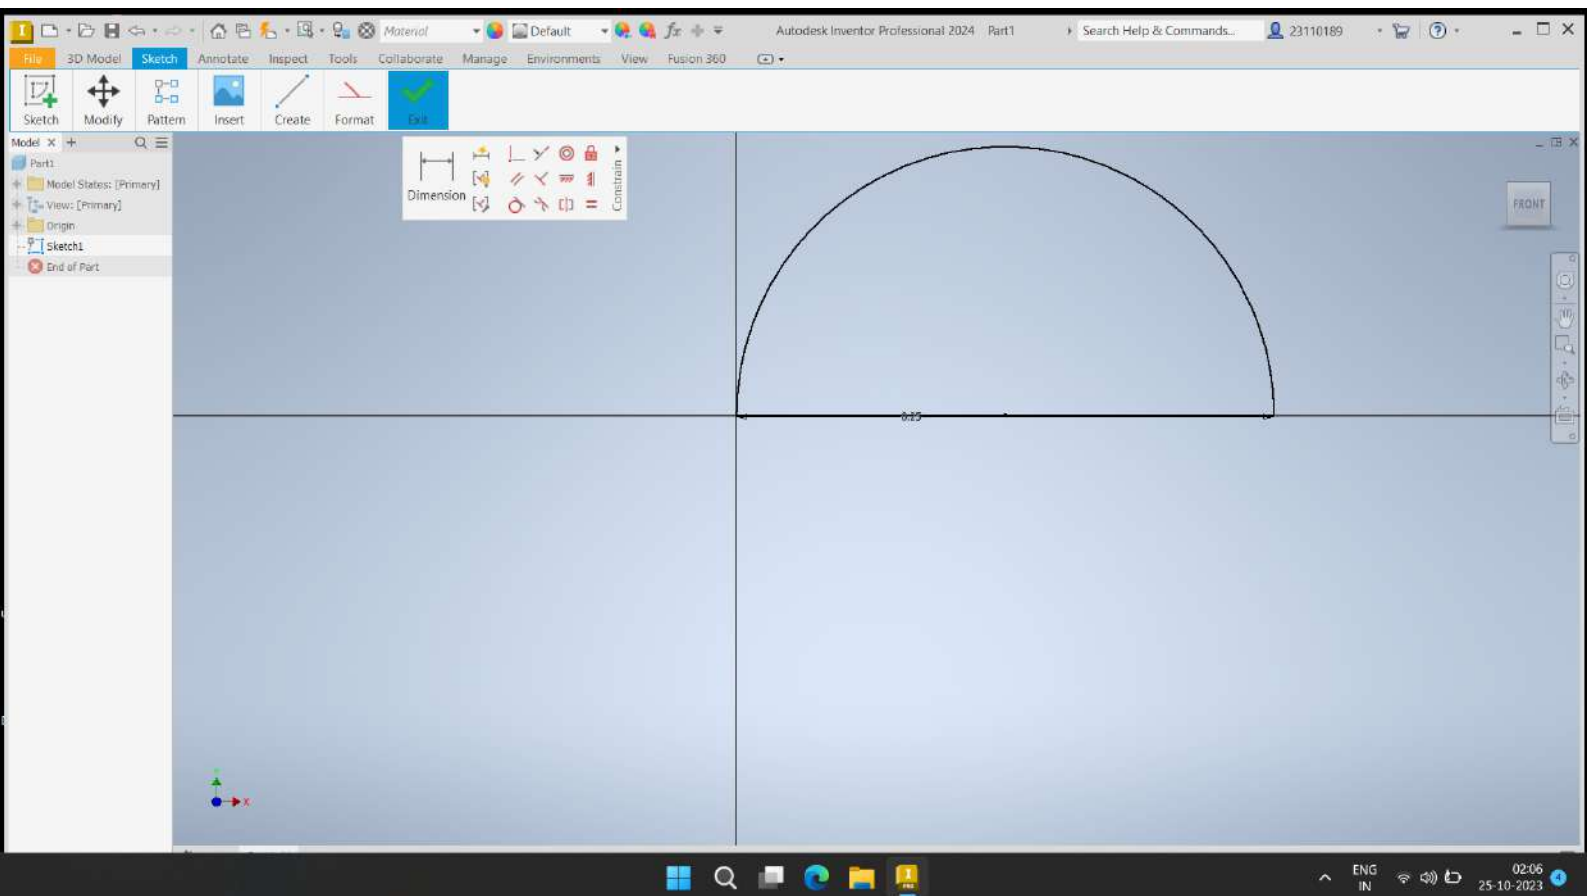 Material
Default
Autodesk Inventor Professional 2024 Part1
Search Help & Commands...
23110189
File 3D Model Sketch Annotate Inspect Tools Collaborate Manage Environments View Fusion 360
Sketch Modify Pattern Insert Create Format Exit
Model
Part1
Model States: [Primary]
View: [Primary]
Origin
Sketch1
End of Part
Dimension
Constrain
FRONT
X
ENG
IN
02:06
25-10-2023
4